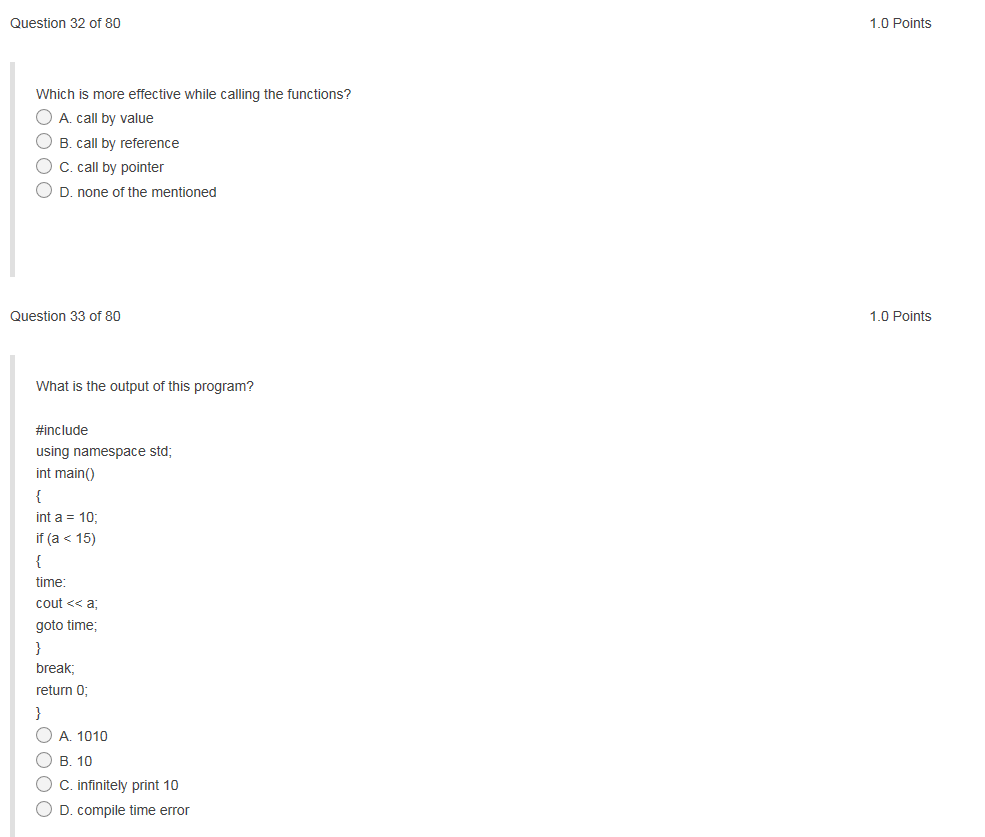 Question 32 of 80
1.0 Points
Which is more effective while calling the functions?
A. call by value
B. call by reference
C. call by pointer
D. none of the mentioned
Question 33 of 80
1.0 Points
What is the output of this program?
#include
using namespace std;
int main()
{
int a = 10;
if (a < 15)
{
time:
cout << a;
goto time;
}
break;
return 0;
}
A. 1010
B. 10
C. infinitely print 10
D. compile time error